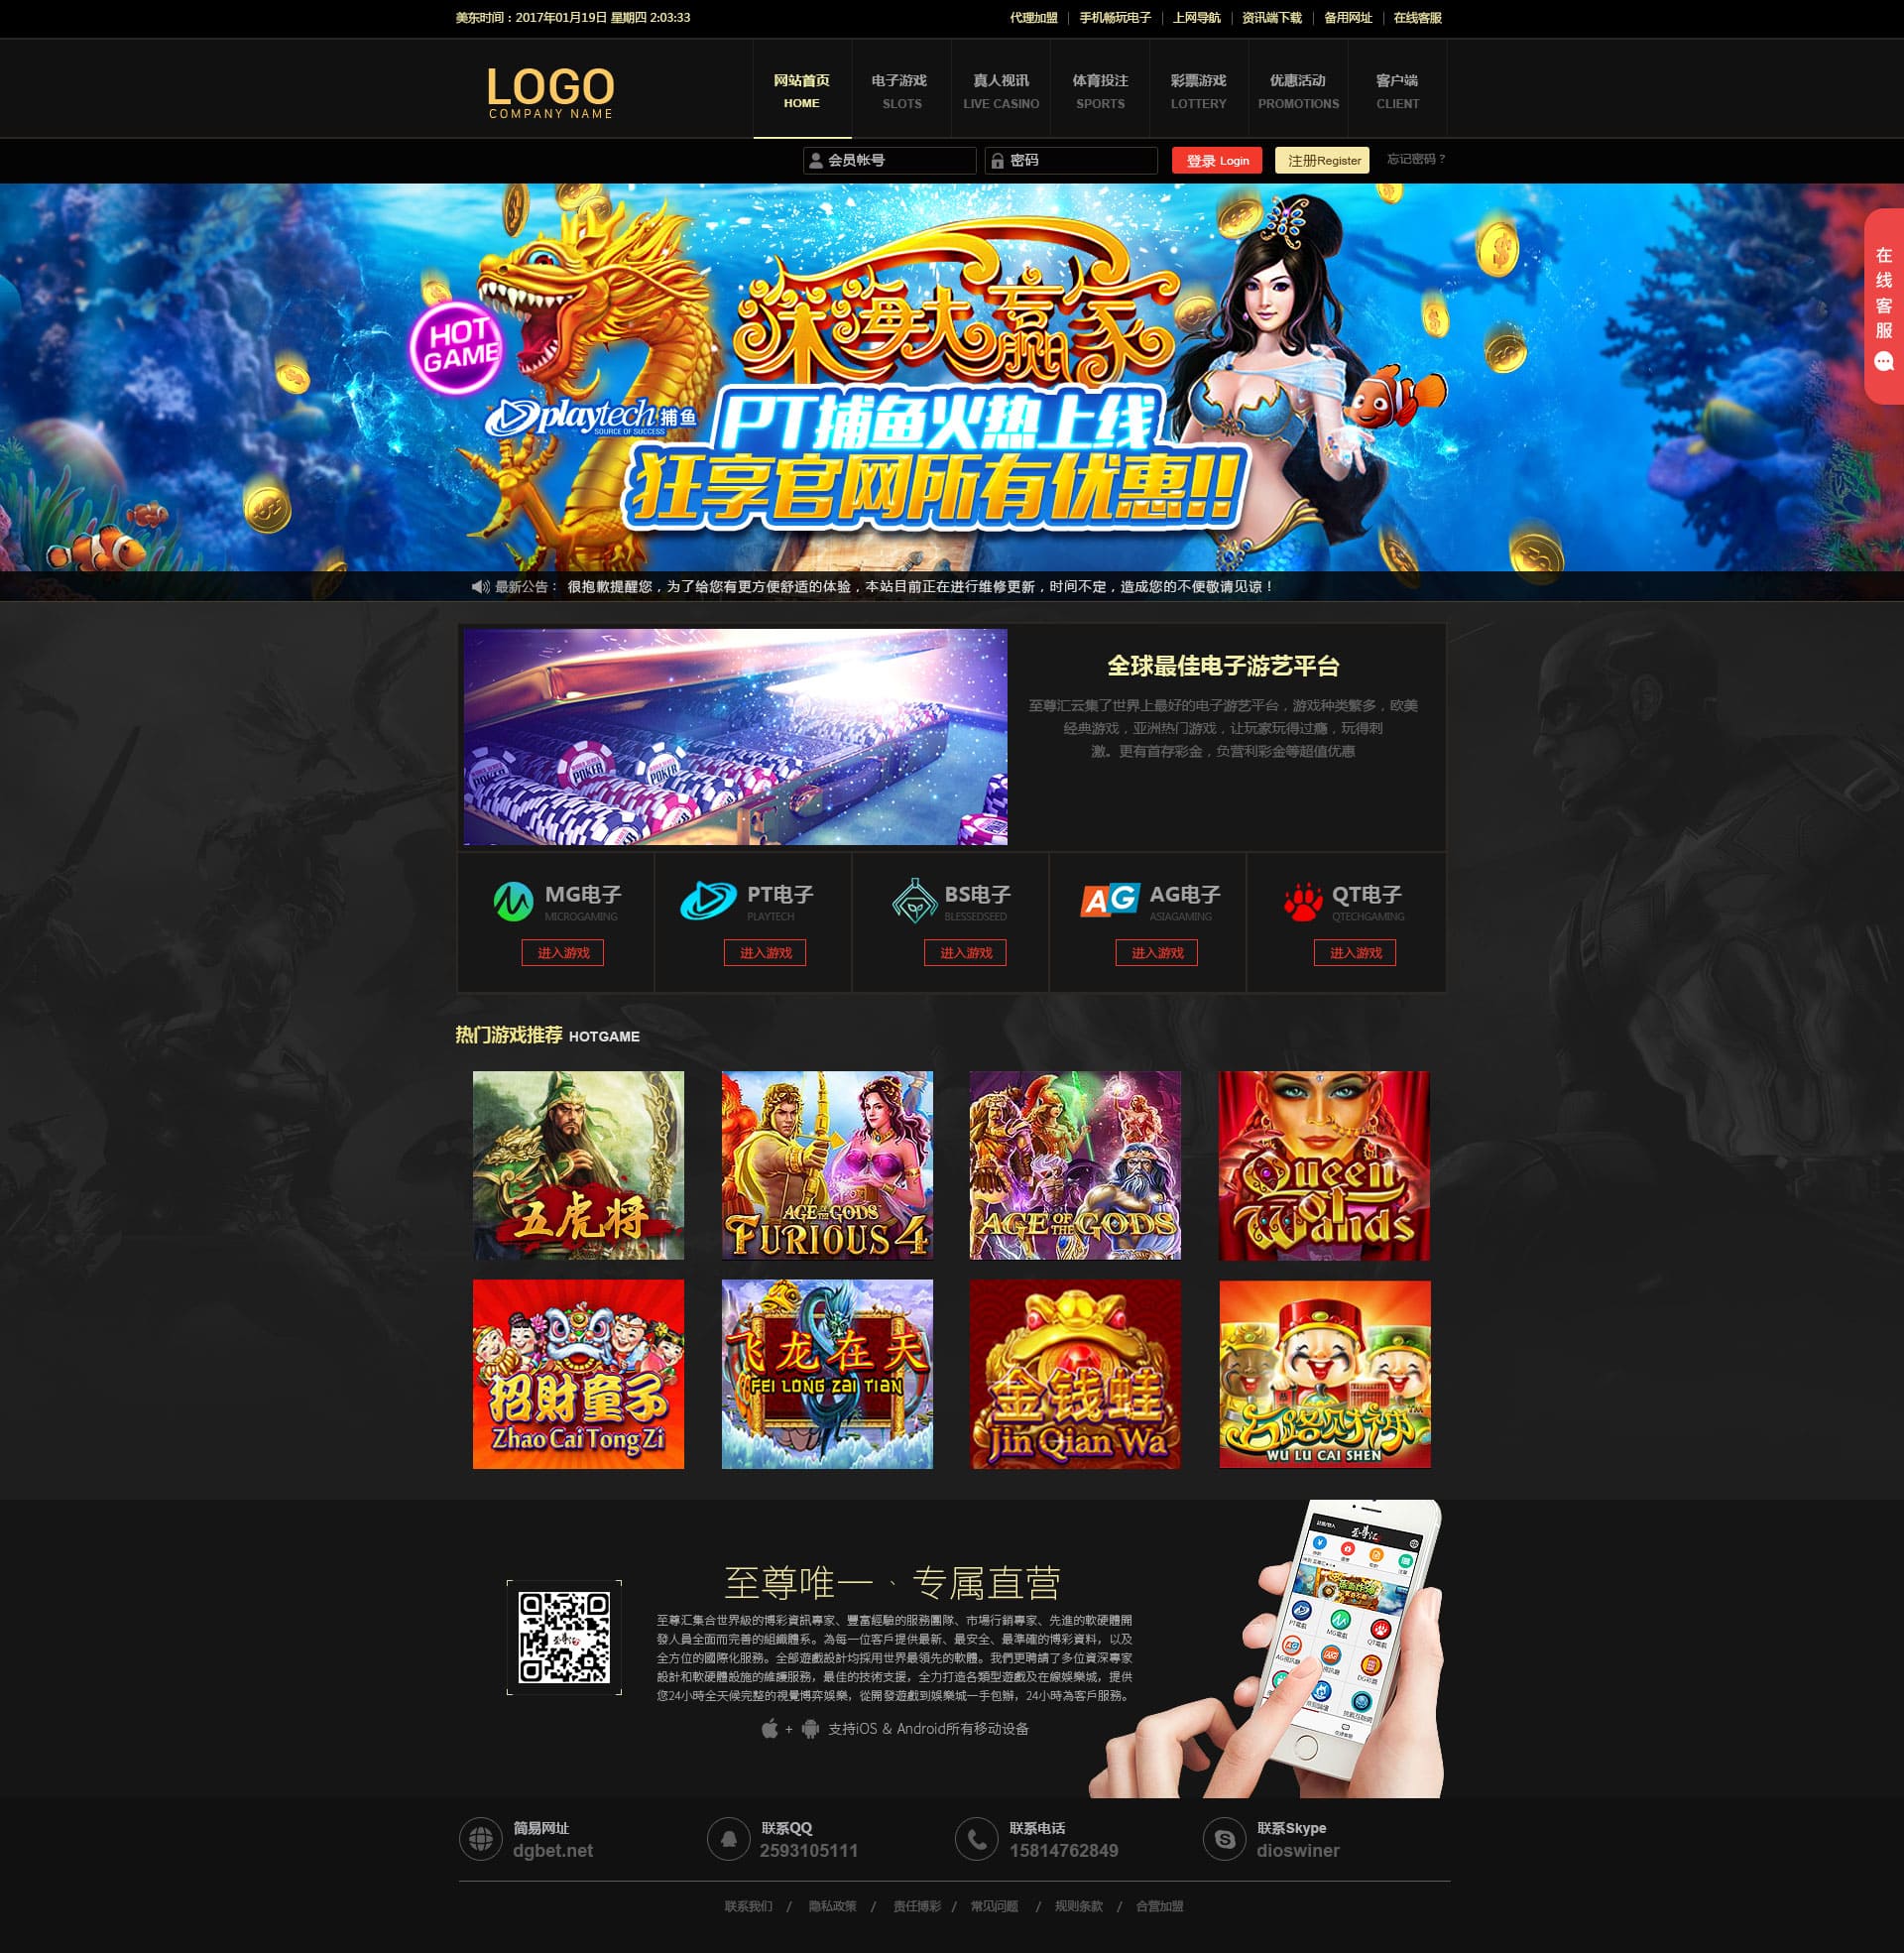 美东时间：2017年01月19日 星期四 2:03:33
代理加盟 | 手机畅玩电子 | 上网导航 | 资讯端下载 | 备用网址 | 在线客服
LOGO
COMPANY NAME
网站首页 电子游戏 真人视讯 体育投注 彩票游戏 优惠活动 客户端
HOME SLOTS LIVE CASINO SPORTS LOTTERY PROMOTIONS CLIENT
会员帐号 密码 登录 Login 注册Register 忘记密码？
在线客服
深海大赢家
HOT
GAME
playtech 捕鱼
SOURCE OF SUCCESS
PT捕鱼火热上线
狂享官网所有优惠!!
最新公告： 很抱歉提醒您，为了给您有更方便舒适的体验，本站目前正在进行维修更新，时间不定，造成您的不便敬请见谅！
全球最佳电子游艺平台
至尊汇云集了世界上最好的电子游艺平台，游戏种类繁多，欧美
经典游戏，亚洲热门游戏，让玩家玩得过瘾，玩得刺
激。更有首存彩金，负营利彩金等超值优惠
POKER
POKER
MG电子 PT电子 BS电子 AG AG电子 QT电子
MICROGAMING PLAYTECH BLESSEDSEED ASIAGAMING QTECHGAMING
进入游戏 进入游戏 进入游戏 进入游戏 进入游戏
热门游戏推荐 HOTGAME
五虎将
AGE OF THE GODS
FURIOUS 4
AGE OF THE GODS
Queen of Wands
招财童子
Zhao Cai Tong Zi
飞龙在天
FEI LONG ZAI TIAN
金钱蛙
Jin Qian Wa
WU LU CAI SHEN
至尊唯一、专属直营
至尊汇集合世界級的博彩資訊專家、豐富經驗的服務團隊、市場行銷專家、先進的軟硬體開
發人員全面而完善的組織體系。為每一位客戶提供最新、最安全、最準確的博彩資料，以及
全方位的國際化服務。全部遊戲設計均採用世界最領先的軟體。我們更聘請了多位資深專家
設計和軟硬體設施的維護服務，最佳的技術支援，全力打造各類型遊戲及在線娛樂城，提供
您24小時全天候完整的視覺博弈娛樂，從開發遊戲到娛樂城一手包辦，24小時為客戶服務。
+ 支持iOS & Android所有移动设备
至尊汇
PT電子 MG電子 QT電子
简易网址 联系QQ 联系电话 联系Skype
dgbet.net 2593105111 15814762849 dioswiner
联系我们 / 隐私政策 / 责任博彩 / 常见问题 / 规则条款 / 合营加盟